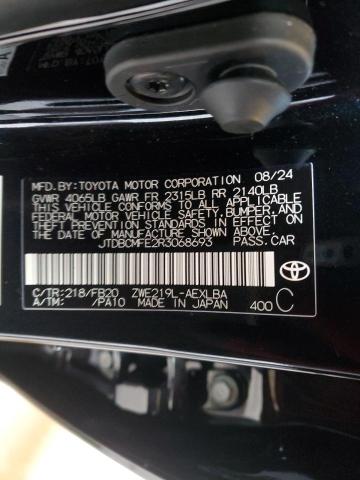 MFD.BY:TOYOTA MOTOR CORPORATION 08/24
GVWR 4065LB GAWR FR 2315LB RR 2140LB
THIS VEHICLE CONFORMS TO ALL APPLICABLE
FEDERAL MOTOR VEHICLE SAFETY,BUMPER,AND
THEFT PREVENTION STANDARDS IN EFFECT ON
THE DATE OF MANUFACTURE SHOWN ABOVE.
JTDBCMFE2R3068693 PASS.CAR
C/TR:218/FB20 ZWE219L-AEXLBA
A/TM: /PA10 MADE IN JAPAN 400 C
TOYOTA